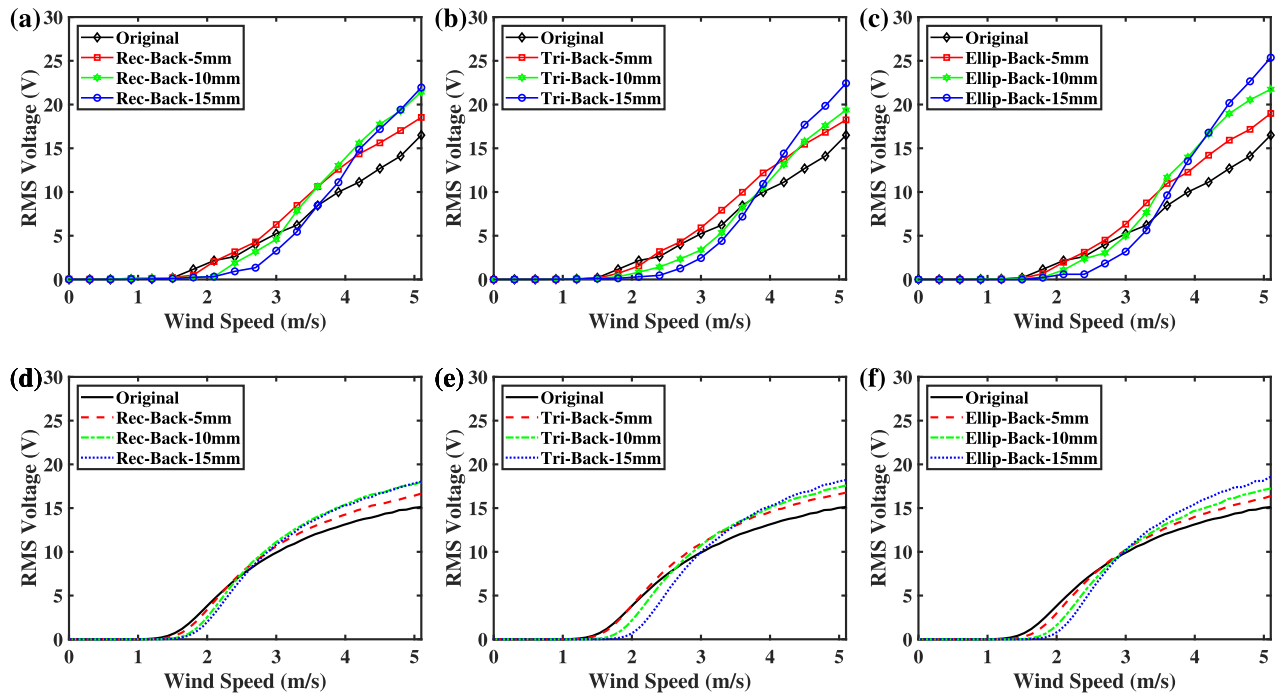 (a)
30
25
20
15
10
5
0
RMS Voltage (V)
Original
Rec-Back-5mm
Rec-Back-10mm
Rec-Back-15mm
0 1 2 3 4 5
Wind Speed (m/s)
(b)
30
25
20
15
10
5
0
RMS Voltage (V)
Original
Tri-Back-5mm
Tri-Back-10mm
Tri-Back-15mm
0 1 2 3 4 5
Wind Speed (m/s)
(c)
30
25
20
15
10
5
0
RMS Voltage (V)
Original
Ellip-Back-5mm
Ellip-Back-10mm
Ellip-Back-15mm
0 1 2 3 4 5
Wind Speed (m/s)
(d)
30
25
20
15
10
5
0
RMS Voltage (V)
Original
Rec-Back-5mm
Rec-Back-10mm
Rec-Back-15mm
0 1 2 3 4 5
Wind Speed (m/s)
(e)
30
25
20
15
10
5
0
RMS Voltage (V)
Original
Tri-Back-5mm
Tri-Back-10mm
Tri-Back-15mm
0 1 2 3 4 5
Wind Speed (m/s)
(f)
30
25
20
15
10
5
0
RMS Voltage (V)
Original
Ellip-Back-5mm
Ellip-Back-10mm
Ellip-Back-15mm
0 1 2 3 4 5
Wind Speed (m/s)